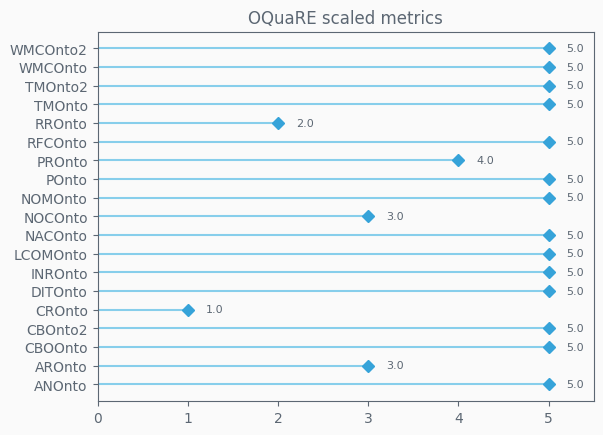 OQuaRE scaled metrics
WMCOnto2 5.0
WMCOnto 5.0
TMOnto2 5.0
TMOnto 5.0
RROnto 2.0
RFCOnto 5.0
PROnto 4.0
POnto 5.0
NOMOnto 5.0
NOCOnto 3.0
NACOnto 5.0
LCOMOnto 5.0
INROnto 5.0
DITOnto 5.0
CROnto 1.0
CBOnto2 5.0
CBOOnto 5.0
AROnto 3.0
ANOnto 5.0
0 1 2 3 4 5